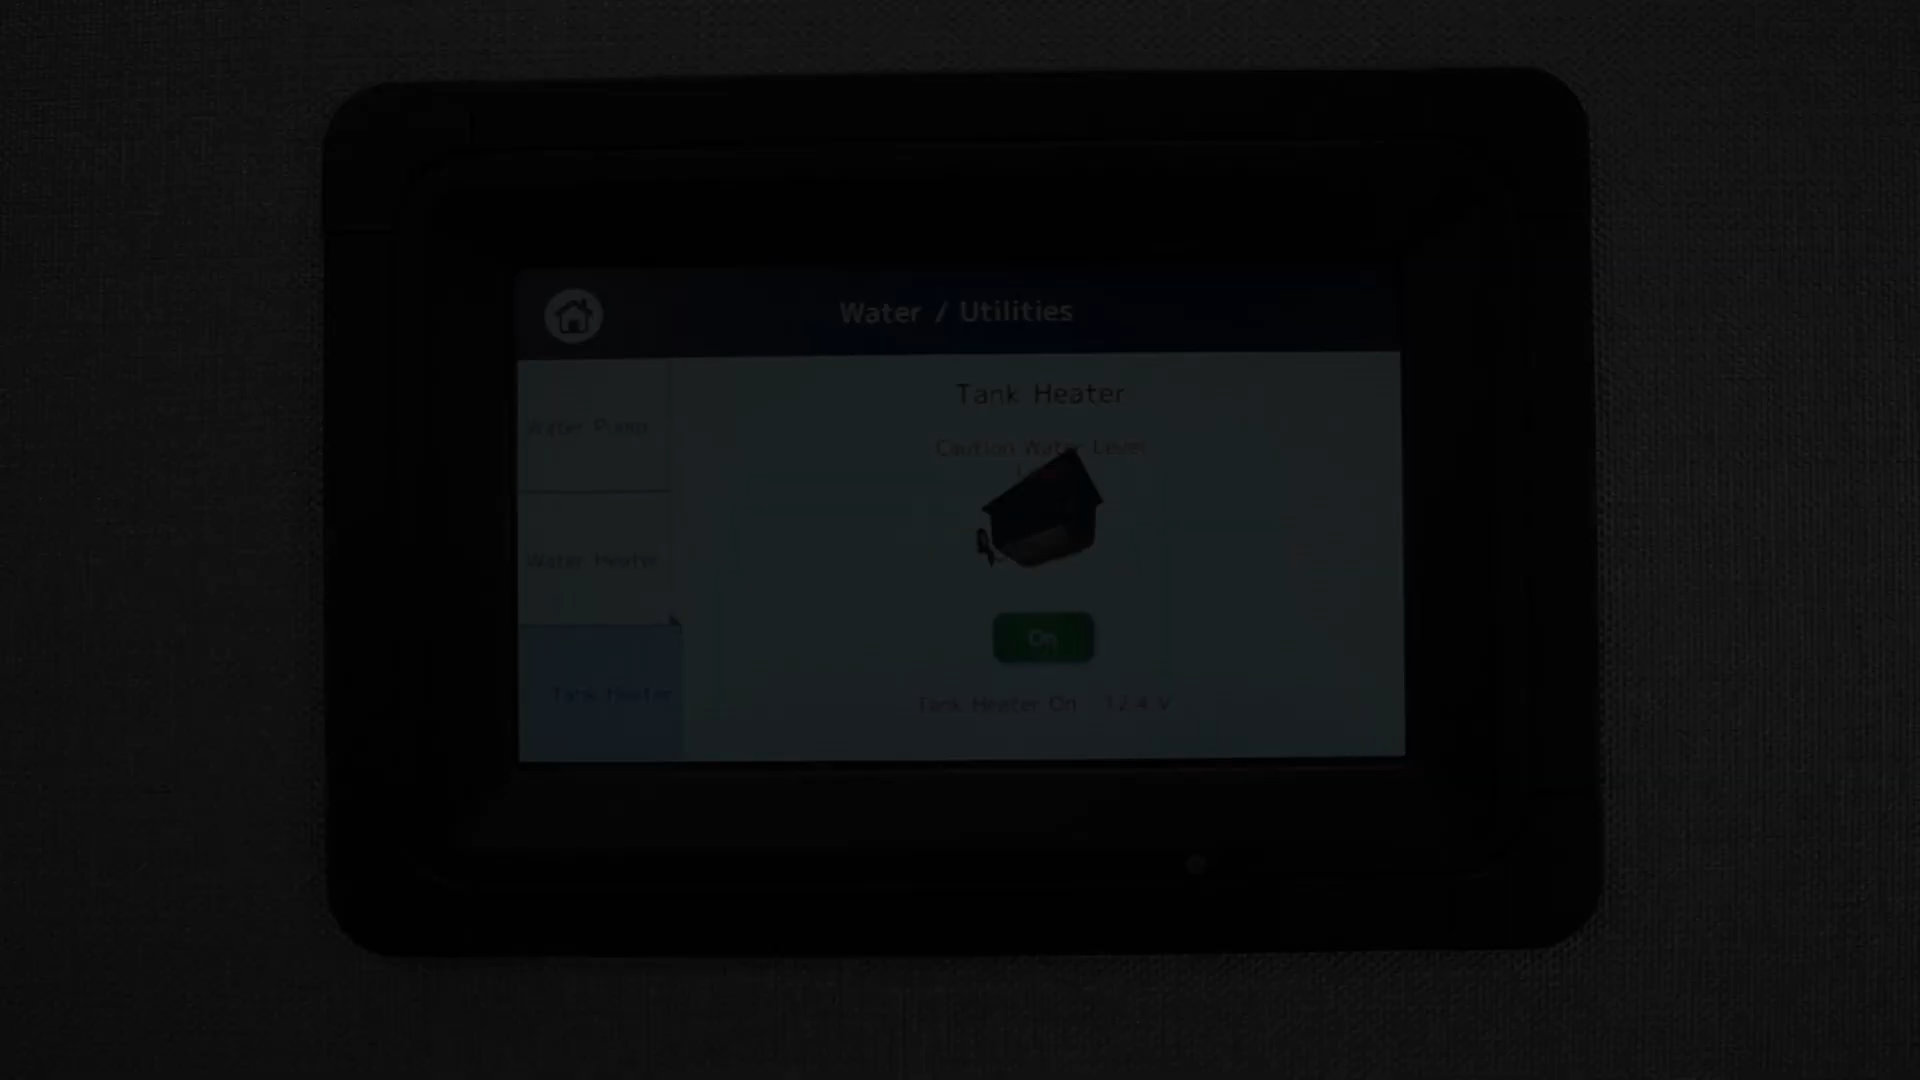 Water / Utilities
Tank Heater
Caution Water Level
Water Pump
Water Heater
On
Tank Heater
Tank Heater On 12.4 V